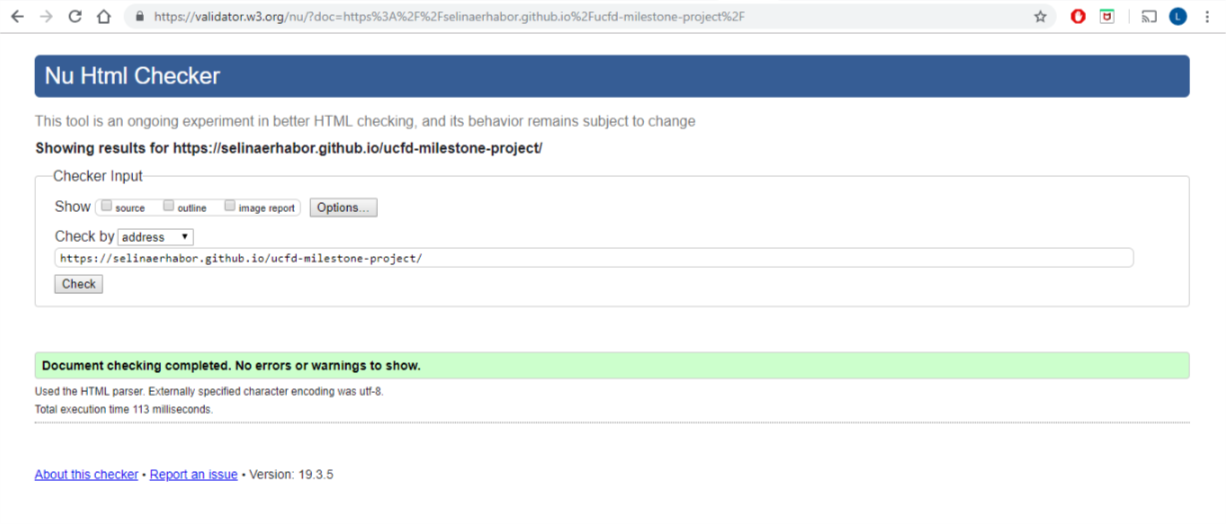 https://validator.w3.org/nu/?doc=https%3A%2F%2Fselinaerhabor.github.io%2Fucfd-milestone-project%2F
L
Nu Html Checker
This tool is an ongoing experiment in better HTML checking, and its behavior remains subject to change
Showing results for https://selinaerhabor.github.io/ucfd-milestone-project/
Checker Input
Show source outline image report Options...
Check by address
https://selinaerhabor.github.io/ucfd-milestone-project/
Check
Document checking completed. No errors or warnings to show.
Used the HTML parser. Externally specified character encoding was utf-8.
Total execution time 113 milliseconds.
About this checker • Report an issue • Version: 19.3.5